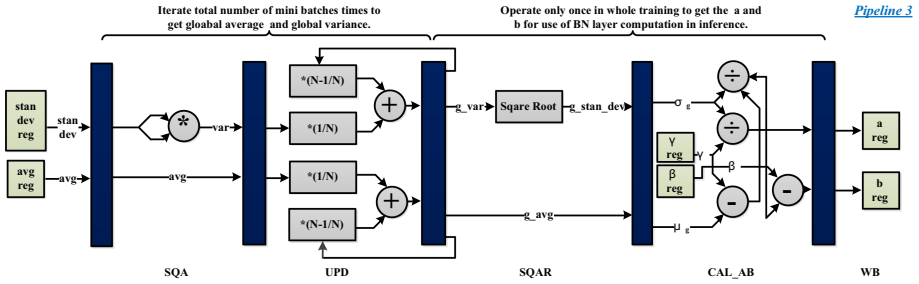 Iterate total number of mini batches times to
get gloabal average and global variance.
Operate only once in whole training to get the a and
b for use of BN layer computation in inference.
Pipeline 3
stan
dev
reg
stan
dev
avg
reg
avg
*
var
avg
*(N-1/N)
*(1/N)
+
*(1/N)
*(N-1/N)
+
g_var
Sqare Root
g_stan_dev
g_avg
σ g
γ
reg
γ
β
reg
β
μ g
÷
÷
-
-
a
reg
b
reg
SQA
UPD
SQAR
CAL_AB
WB